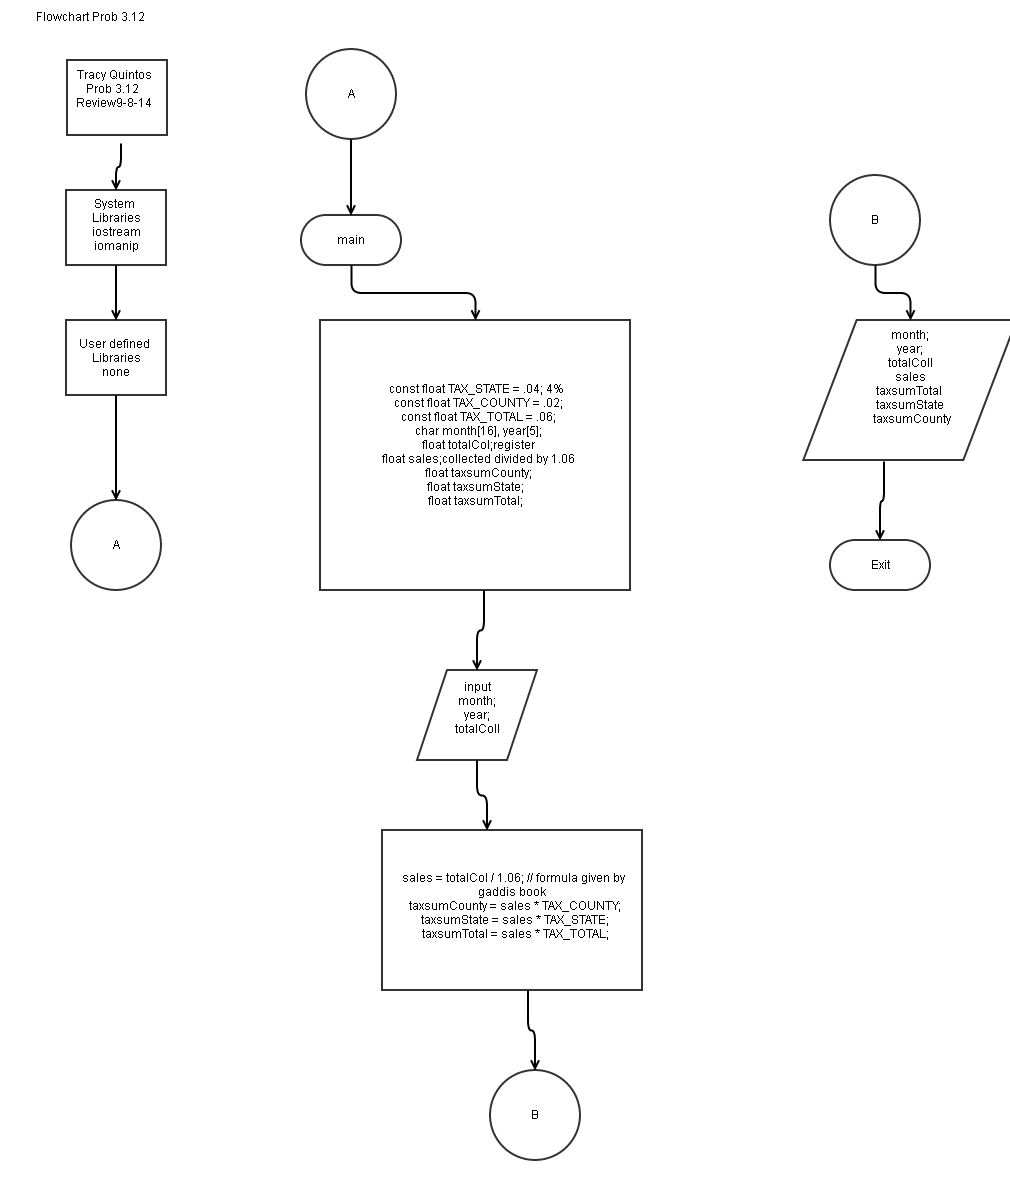 Flowchart Prob 3.12
Tracy Quintos
Prob 3.12
Review9-8-14
System
Libraries
iostream
iomanip
User defined
Libraries
none
A
A
main
const float TAX_STATE = .04; 4%
const float TAX_COUNTY = .02;
const float TAX_TOTAL = .06;
char month[16], year[5];
float totalCol;register
float sales;collected divided by 1.06
float taxsumCounty;
float taxsumState;
float taxsumTotal;
input
month;
year;
totalColl
sales = totalCol / 1.06; // formula given by
gaddis book
taxsumCounty = sales * TAX_COUNTY;
taxsumState = sales * TAX_STATE;
taxsumTotal = sales * TAX_TOTAL;
B
B
month;
year;
totalColl
sales
taxsumTotal
taxsumState
taxsumCounty
Exit